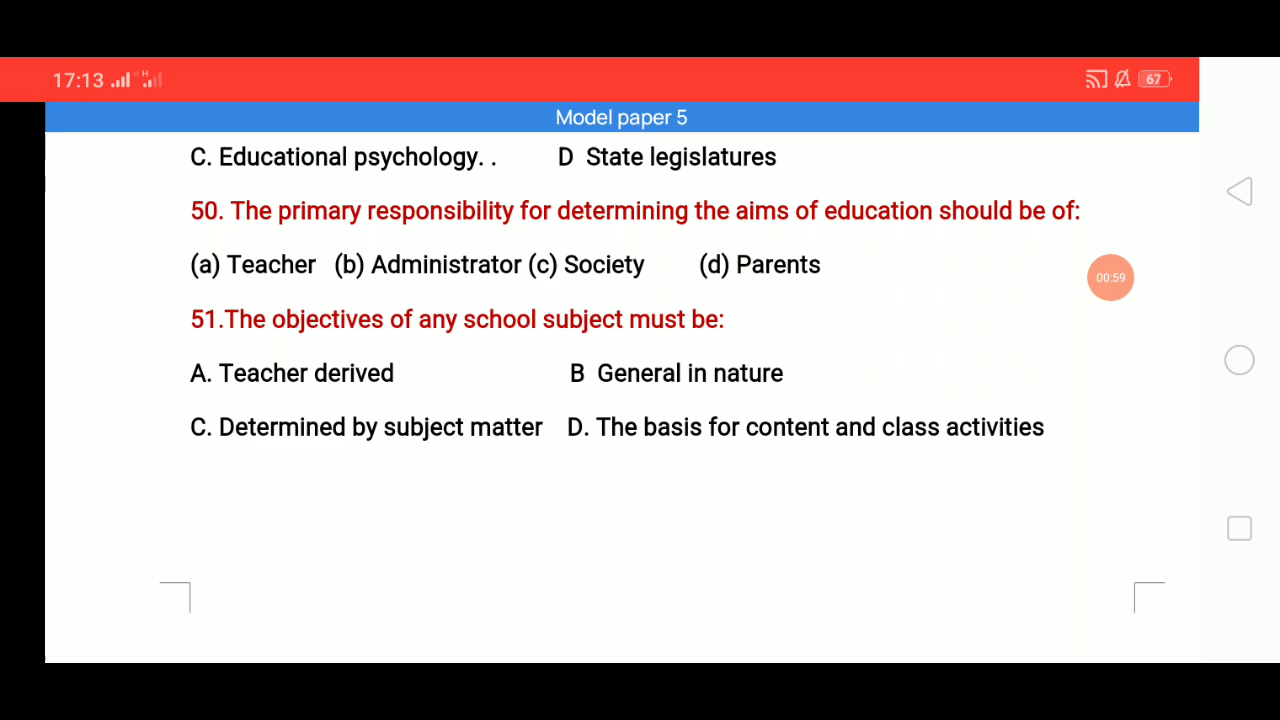 17:13
H
67
Model paper 5
C. Educational psychology. . D State legislatures
50. The primary responsibility for determining the aims of education should be of:
(a) Teacher (b) Administrator (c) Society (d) Parents
00:59
51.The objectives of any school subject must be:
A. Teacher derived B General in nature
C. Determined by subject matter D. The basis for content and class activities